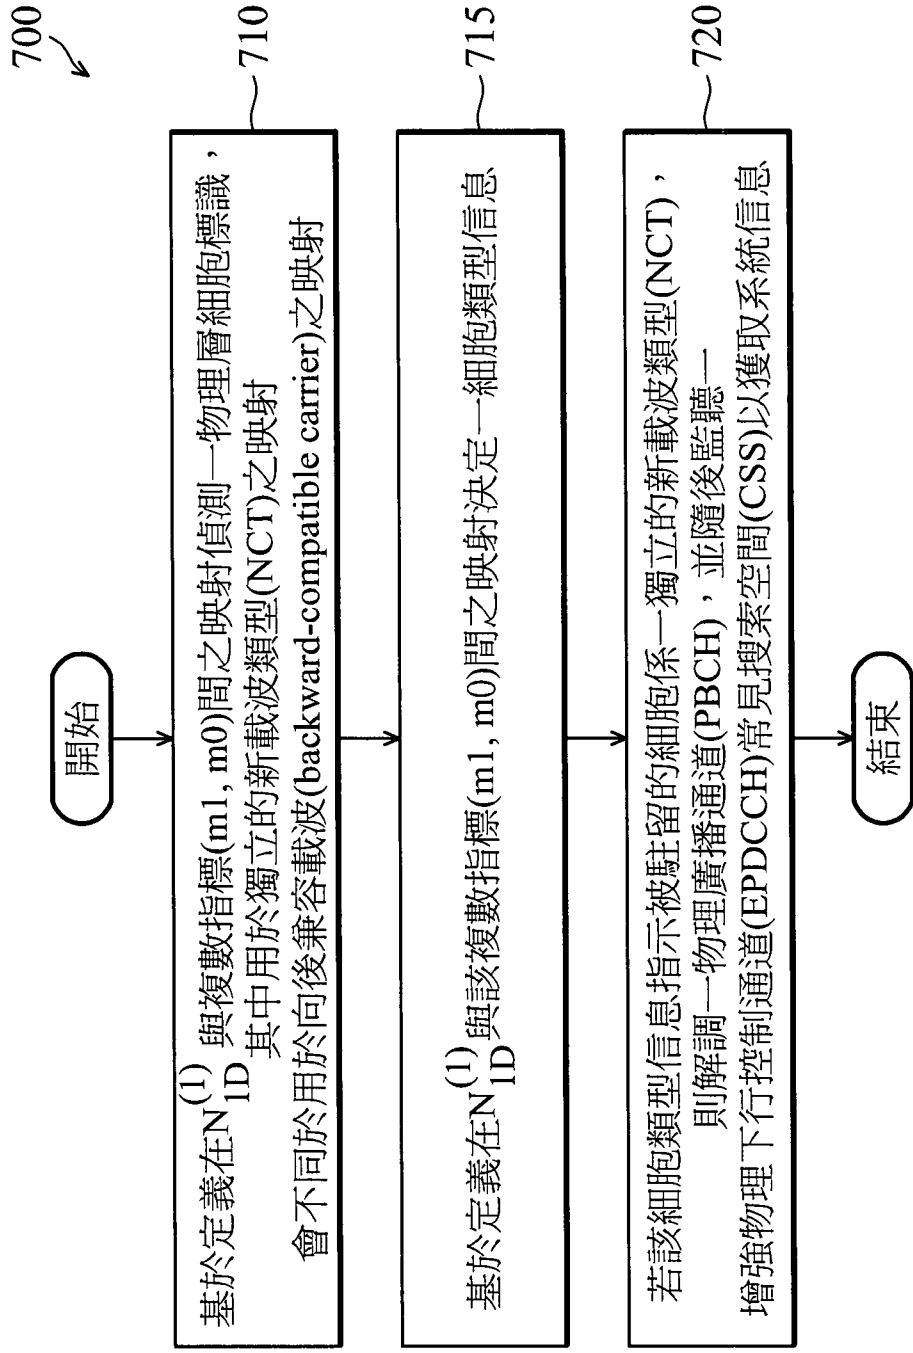 700
開始
710
基於定義在N(1)1D與複數指標(m1, m0)間之映射偵測一物理層細胞標識，
其中用於獨立的新載波類型(NCT)之映射
會不同於用於向後兼容載波(backward-compatible carrier)之映射
715
基於定義在N(1)1D與該複數指標(m1, m0)間之映射決定一細胞類型信息
720
若該細胞類型信息指示被駐留的細胞係一獨立的新載波類型(NCT)，
則解調一物理廣播通道(PBCH)，並隨後監聽一
增強物理下行控制通道(EPDCCH)常見搜索空間(CSS)以獲取系統信息
結束